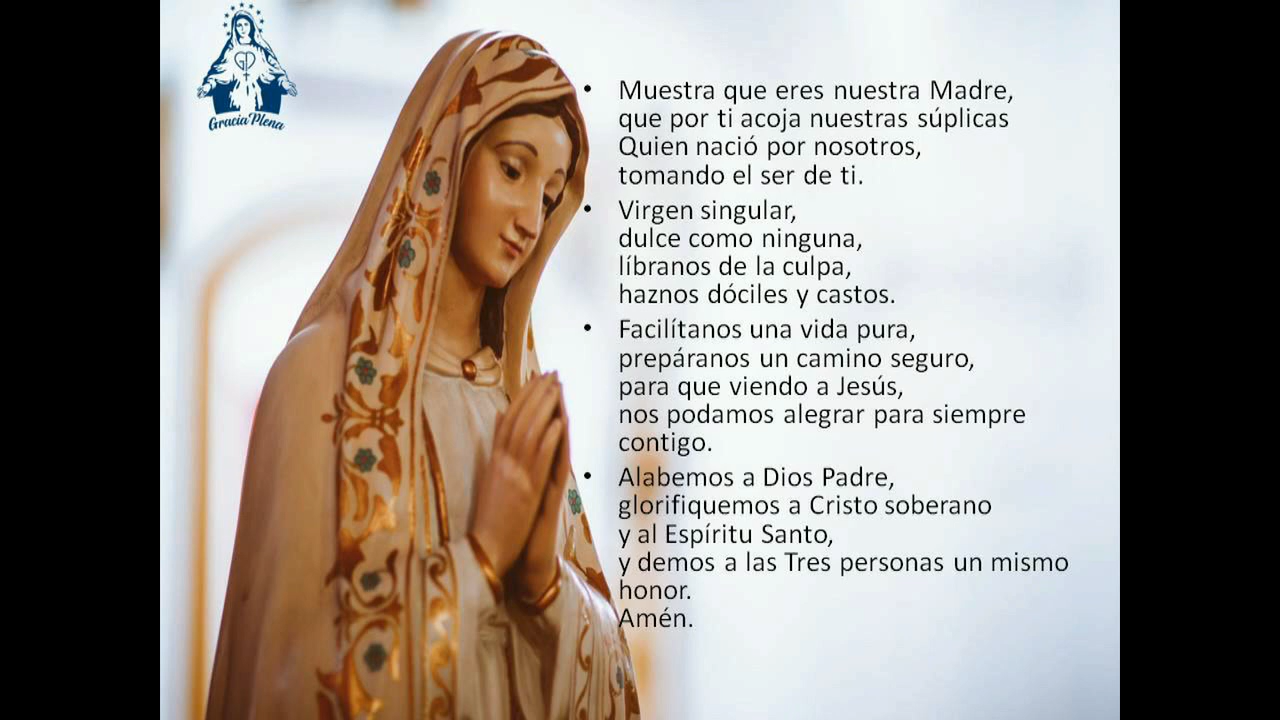 Gracia Plena
• Muestra que eres nuestra Madre,
que por ti acoja nuestras súplicas
Quien nació por nosotros,
tomando el ser de ti.
• Virgen singular,
dulce como ninguna,
líbranos de la culpa,
haznos dóciles y castos.
• Facilítanos una vida pura,
prepáranos un camino seguro,
para que viendo a Jesús,
nos podamos alegrar para siempre
contigo.
• Alabemos a Dios Padre,
glorifiquemos a Cristo soberano
y al Espíritu Santo,
y demos a las Tres personas un mismo
honor.
Amén.